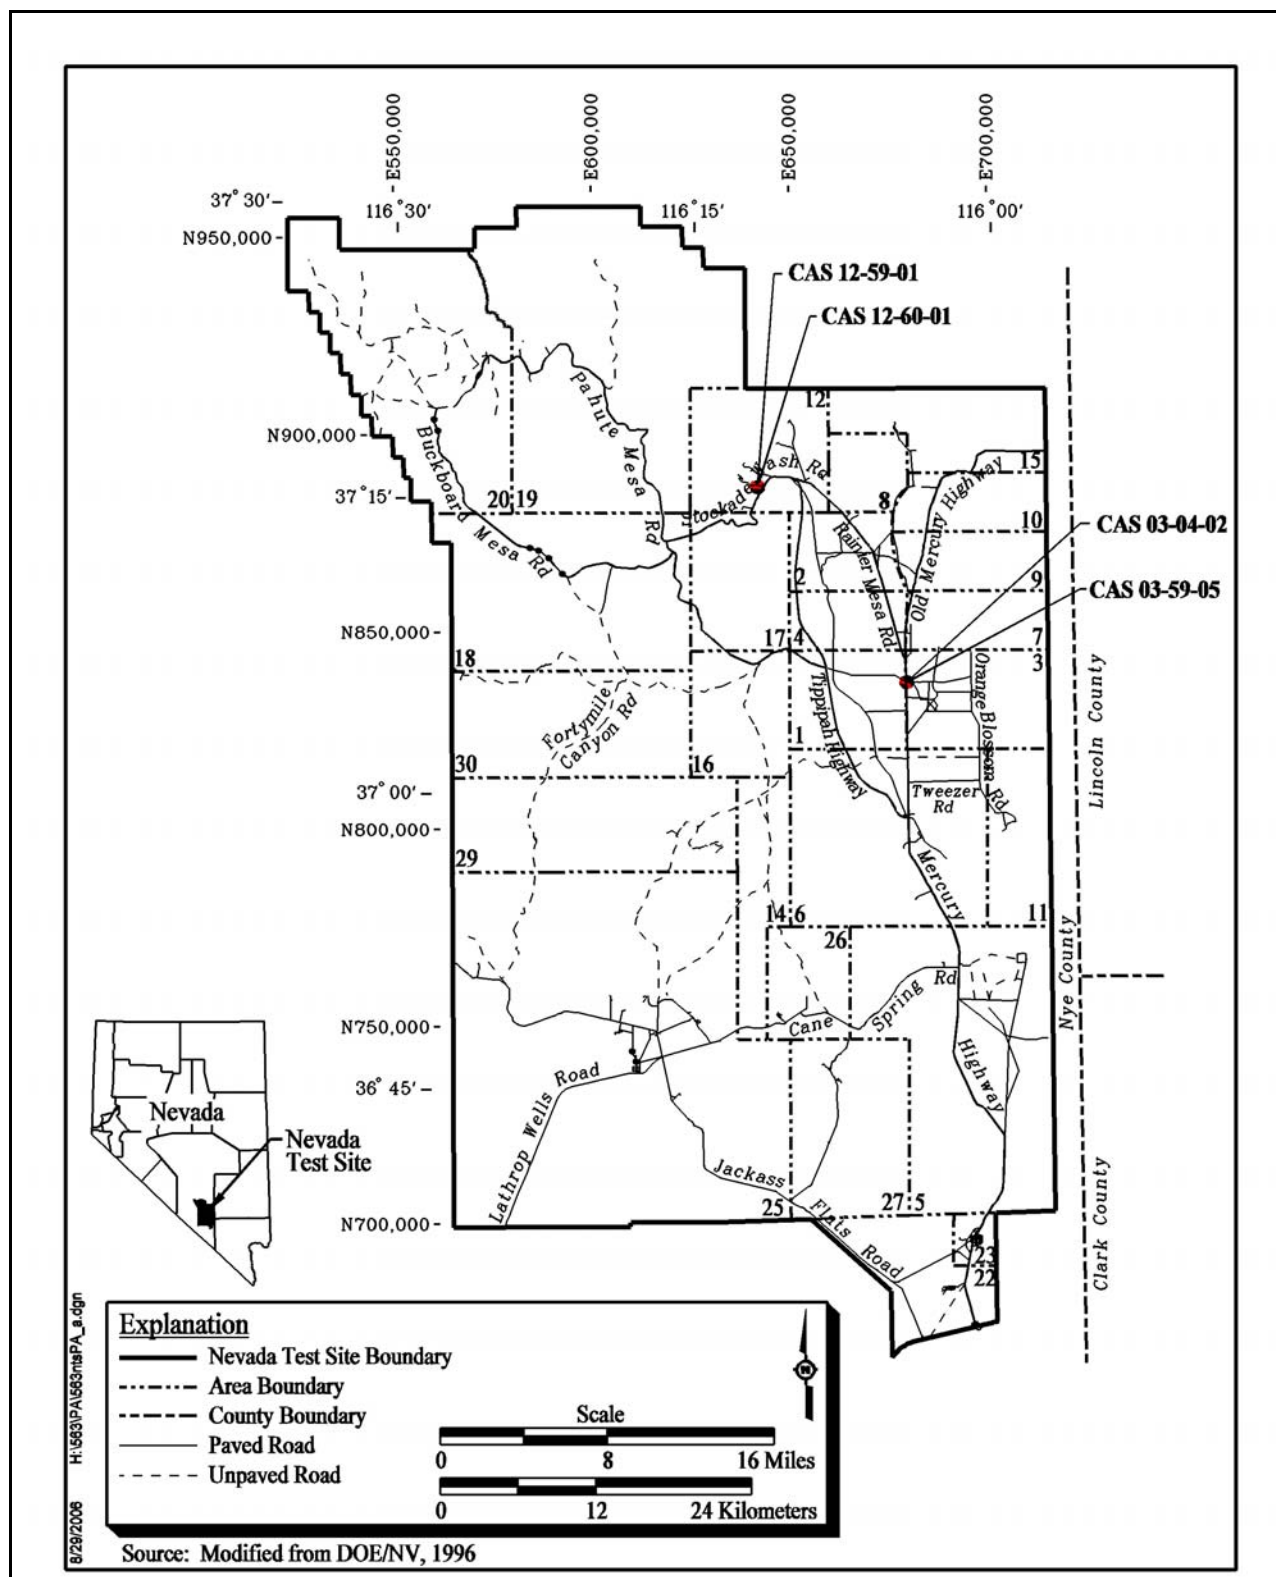 E550,000
E600,000
E650,000
E700,000
37° 30'
116° 30'
116° 15'
116° 00'
N950,000
CAS 12-59-01
CAS 12-60-01
Pahute Mesa Rd
12
N900,000
Buckboard Mesa Rd
Stockade Wash Rd
15
37° 15'
20
19
8
Old Mercury Highway
10
CAS 03-04-02
Rainier Mesa Rd
2
9
CAS 03-59-05
N850,000
17
4
7
18
3
Orange Blossom Rd
Tippipah Highway
Lincoln County
Fortymile
Canyon Rd
1
30
16
37° 00'
Tweezer
Rd
N800,000
29
Mercury
14
6
11
26
Nye County
Cane
Spring
Rd
N750,000
Highway
36° 45'
Lathrop Wells
Road
Nevada
Nevada
Test Site
Jackass
Flats Road
Clark County
25
27
5
N700,000
23
22
Explanation
Nevada Test Site Boundary
Area Boundary
County Boundary
Paved Road
Unpaved Road
N
Scale
0
8
16 Miles
0
12
24 Kilometers
Source: Modified from DOE/NV, 1996
H:\563\PA\563ntsPA_a.dgn
8/29/2006